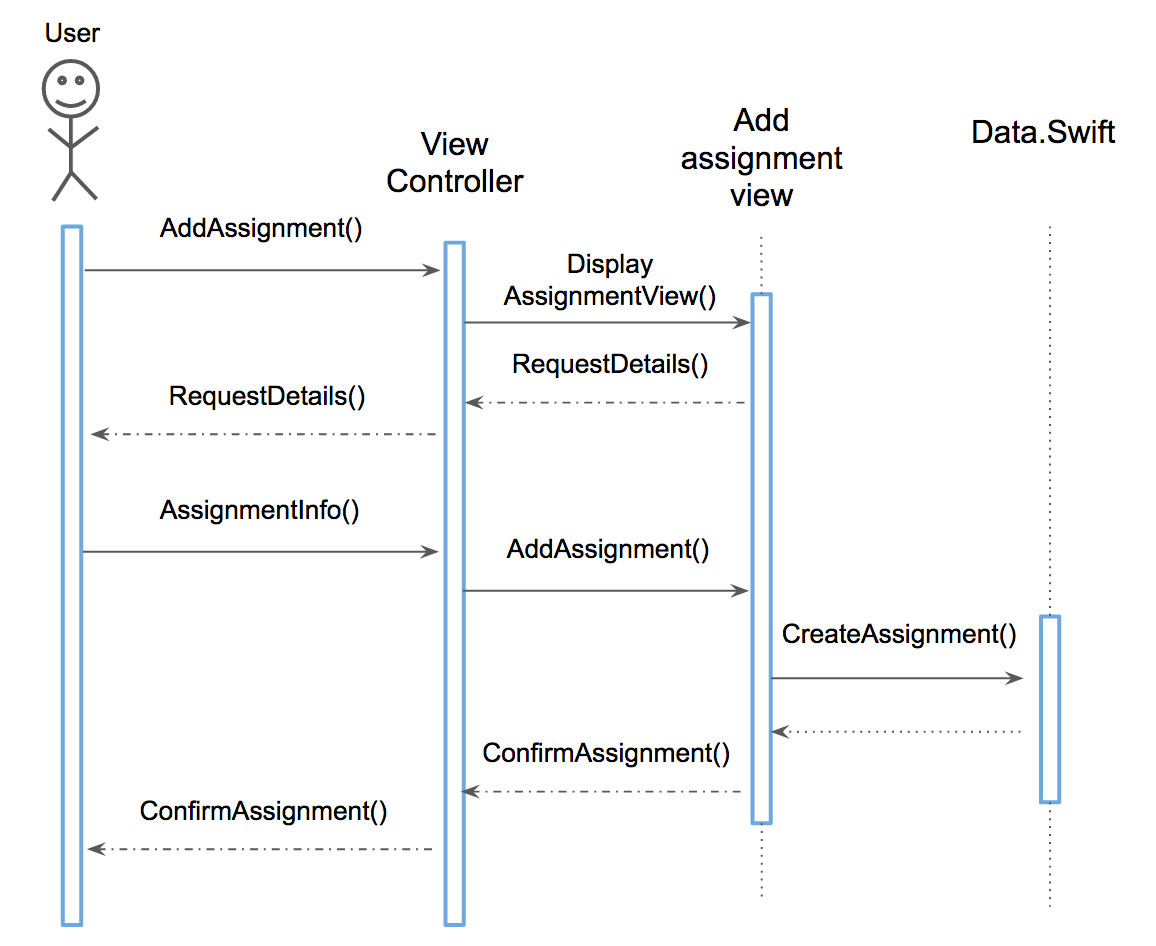 User
View
Controller
Add
assignment
view
Data.Swift
AddAssignment()
Display
AssignmentView()
RequestDetails()
RequestDetails()
AssignmentInfo()
AddAssignment()
CreateAssignment()
ConfirmAssignment()
ConfirmAssignment()